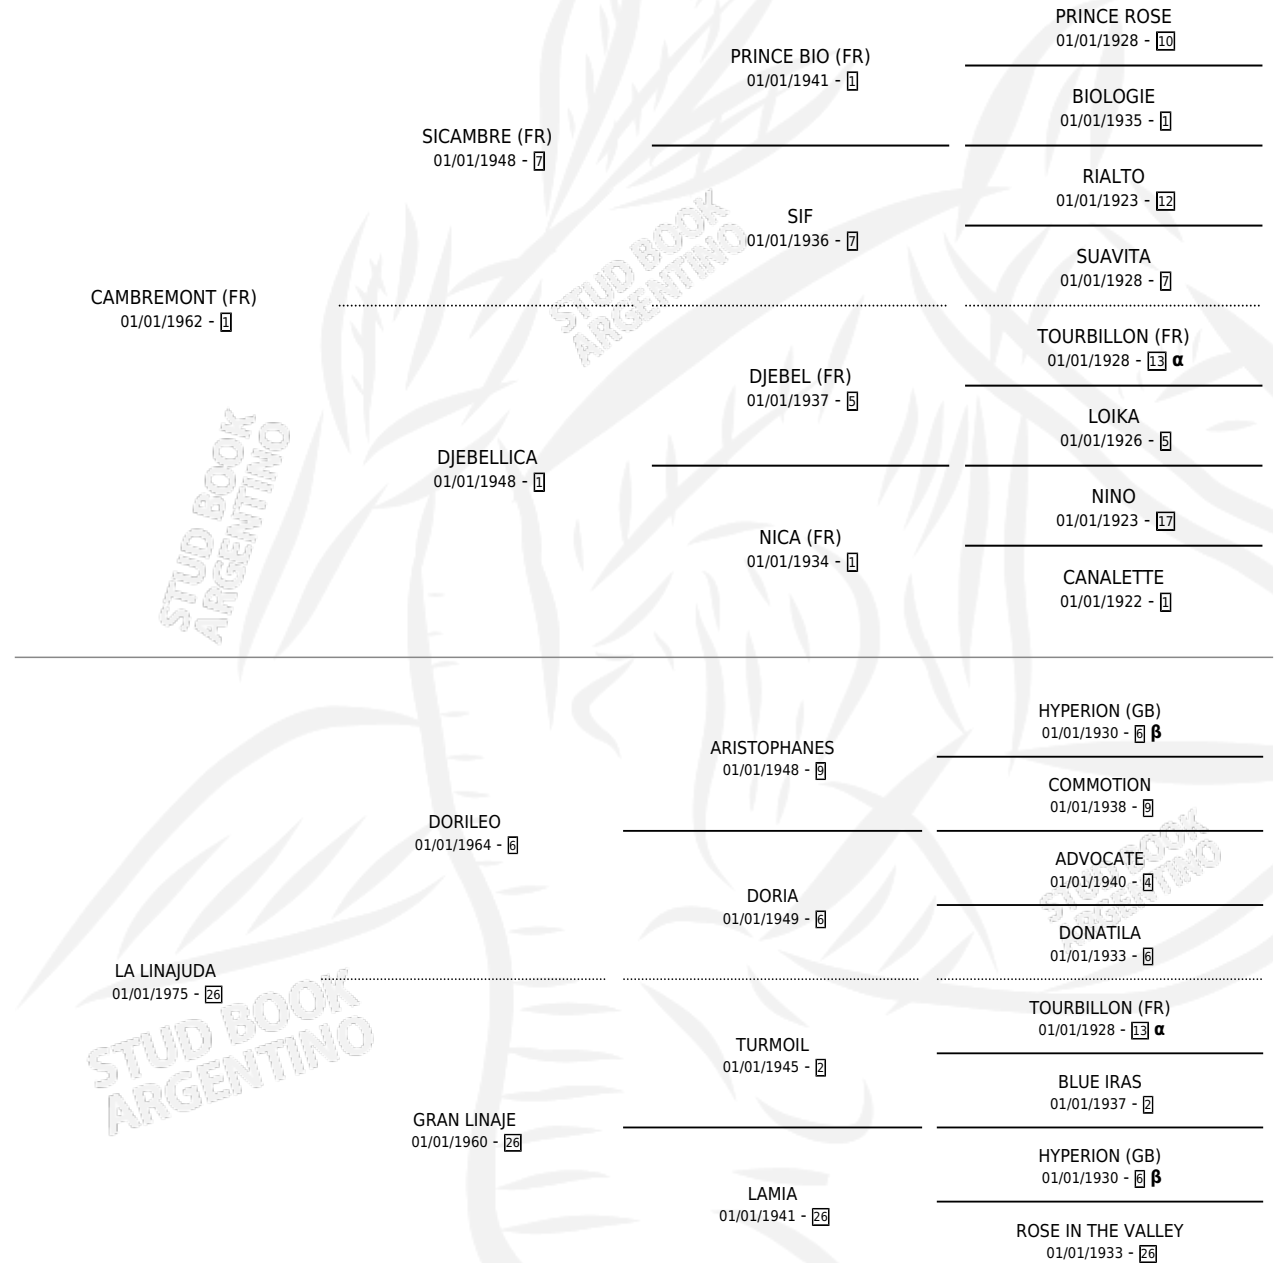 PRINCE ROSE
01/01/1928 - 10
PRINCE BIO (FR)
01/01/1941 - 1
BIOLOGIE
01/01/1935 - 1
SICAMBRE (FR)
01/01/1948 - 7
RIALTO
01/01/1923 - 12
SIF
01/01/1936 - 7
SUAVITA
01/01/1928 - 7
STUD BOOK
ARGENTINO
CAMBREMONT (FR)
01/01/1962 - 1
TOURBILLON (FR)
01/01/1928 - 13 α
DJEBEL (FR)
01/01/1937 - 5
LOIKA
01/01/1926 - 5
DJEBELLICA
01/01/1948 - 1
STUD BOOK
ARGENTINO
NINO
01/01/1923 - 17
NICA (FR)
01/01/1934 - 1
CANALETTE
01/01/1922 - 1
HYPERION (GB)
01/01/1930 - 6 β
ARISTOPHANES
01/01/1948 - 9
COMMOTION
01/01/1938 - 9
DORILEO
01/01/1964 - 6
ADVOCATE
01/01/1940 - 4
STUD BOOK
ARGENTINO
DORIA
01/01/1949 - 6
DONATILA
01/01/1933 - 6
LA LINAJUDA
01/01/1975 - 26
STUD BOOK
ARGENTINO
TOURBILLON (FR)
01/01/1928 - 13 α
TURMOIL
01/01/1945 - 2
BLUE IRAS
01/01/1937 - 2
GRAN LINAJE
01/01/1960 - 26
HYPERION (GB)
01/01/1930 - 6 β
LAMIA
01/01/1941 - 26
ROSE IN THE VALLEY
01/01/1933 - 26